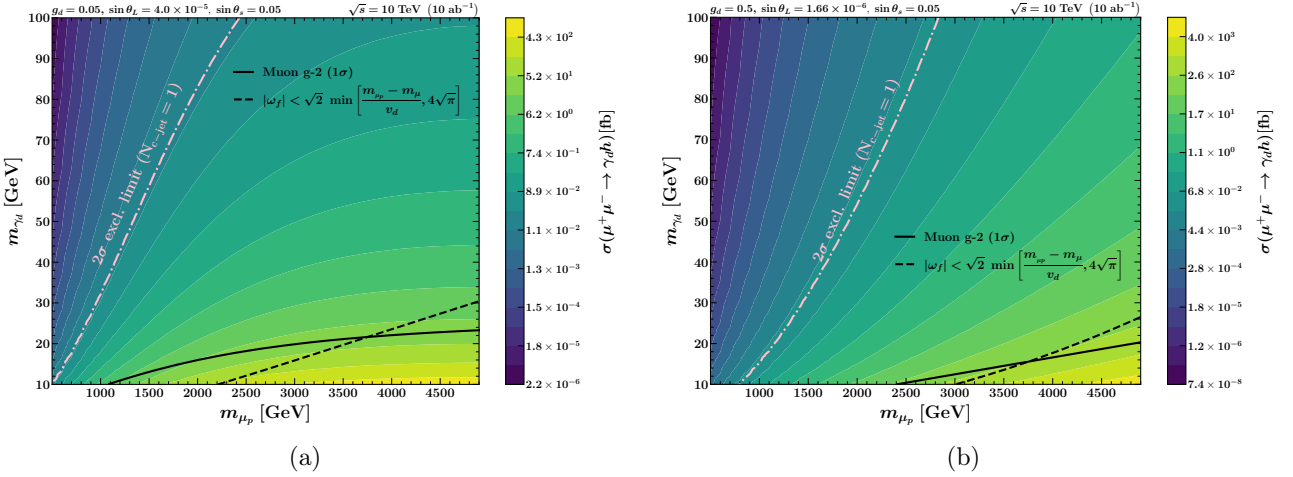 g_d = 0.05, sin θ_L = 4.0 × 10^{-5}, sin θ_s = 0.05
√s = 10 TeV (10 ab^{-1})
100
90
80
70
60
50
40
30
20
10
m_{γ_d} [GeV]
Muon g-2 (1σ)
|ω_f| < √2 min [ (m_{μ_p} − m_μ)/v_d, 4√π ]
2σ excl. limit (N_{c−jet} = 1)
1000 1500 2000 2500 3000 3500 4000 4500
m_{μ_p} [GeV]
4.3 × 10^2
5.2 × 10^1
6.2 × 10^0
7.4 × 10^{-1}
8.9 × 10^{-2}
1.1 × 10^{-2}
1.3 × 10^{-3}
1.5 × 10^{-4}
1.8 × 10^{-5}
2.2 × 10^{-6}
σ(μ^+μ^- → γ_d h)[fb]
(a)
g_d = 0.5, sin θ_L = 1.66 × 10^{-6}, sin θ_s = 0.05
√s = 10 TeV (10 ab^{-1})
100
90
80
70
60
50
40
30
20
10
m_{γ_d} [GeV]
2σ excl. limit (N_{c−jet} = 1)
Muon g-2 (1σ)
|ω_f| < √2 min [ (m_{μ_p} − m_μ)/v_d, 4√π ]
1000 1500 2000 2500 3000 3500 4000 4500
m_{μ_p} [GeV]
4.0 × 10^3
2.6 × 10^2
1.7 × 10^1
1.1 × 10^0
6.8 × 10^{-2}
4.4 × 10^{-3}
2.8 × 10^{-4}
1.8 × 10^{-5}
1.2 × 10^{-6}
7.4 × 10^{-8}
σ(μ^+μ^- → γ_d h)[fb]
(b)